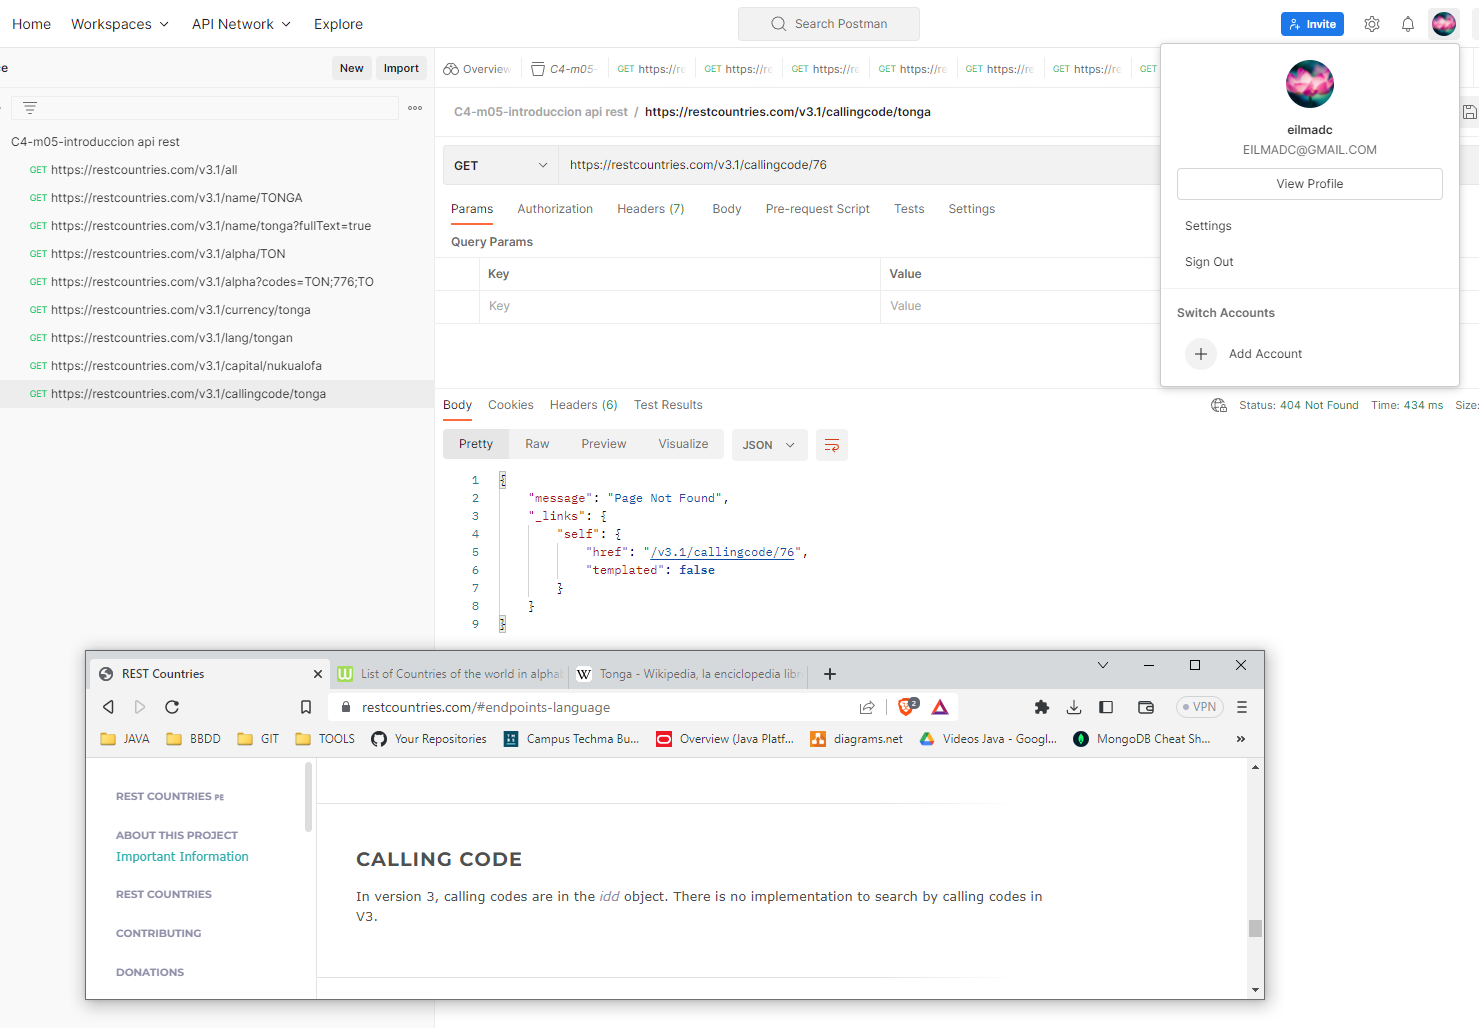 Home Workspaces API Network Explore Search Postman Invite
e New Import Overview C4-m05- GET https://re GET https://re GET https://re GET https://re GET https://re GET https://re GET
C4-m05-introduccion api rest / https://restcountries.com/v3.1/callingcode/tonga
eilmadc
EILMADC@GMAIL.COM
View Profile
Settings
Sign Out
Switch Accounts
Add Account
C4-m05-introduccion api rest
GET https://restcountries.com/v3.1/all
GET https://restcountries.com/v3.1/name/TONGA
GET https://restcountries.com/v3.1/name/tonga?fullText=true
GET https://restcountries.com/v3.1/alpha/TON
GET https://restcountries.com/v3.1/alpha?codes=TON;776;TO
GET https://restcountries.com/v3.1/currency/tonga
GET https://restcountries.com/v3.1/lang/tongan
GET https://restcountries.com/v3.1/capital/nukualofa
GET https://restcountries.com/v3.1/callingcode/tonga
GET https://restcountries.com/v3.1/callingcode/76
Params Authorization Headers (7) Body Pre-request Script Tests Settings
Query Params
Key Value
Key Value
Body Cookies Headers (6) Test Results Status: 404 Not Found Time: 434 ms Size:
Pretty Raw Preview Visualize JSON
1 {
2 "message": "Page Not Found",
3 "_links": {
4 "self": {
5 "href": "/v3.1/callingcode/76",
6 "templated": false
7 }
8 }
9 }
REST Countries List of Countries of the world in alphab Tonga - Wikipedia, la enciclopedia libr
restcountries.com/#endpoints-language 2 VPN
JAVA BBDD GIT TOOLS Your Repositories Campus Techma Bu... Overview (Java Platf... diagrams.net Videos Java - Googl... MongoDB Cheat Sh... »
REST COUNTRIES PE
ABOUT THIS PROJECT
Important Information
REST COUNTRIES
CONTRIBUTING
DONATIONS
CALLING CODE
In version 3, calling codes are in the idd object. There is no implementation to search by calling codes in
V3.